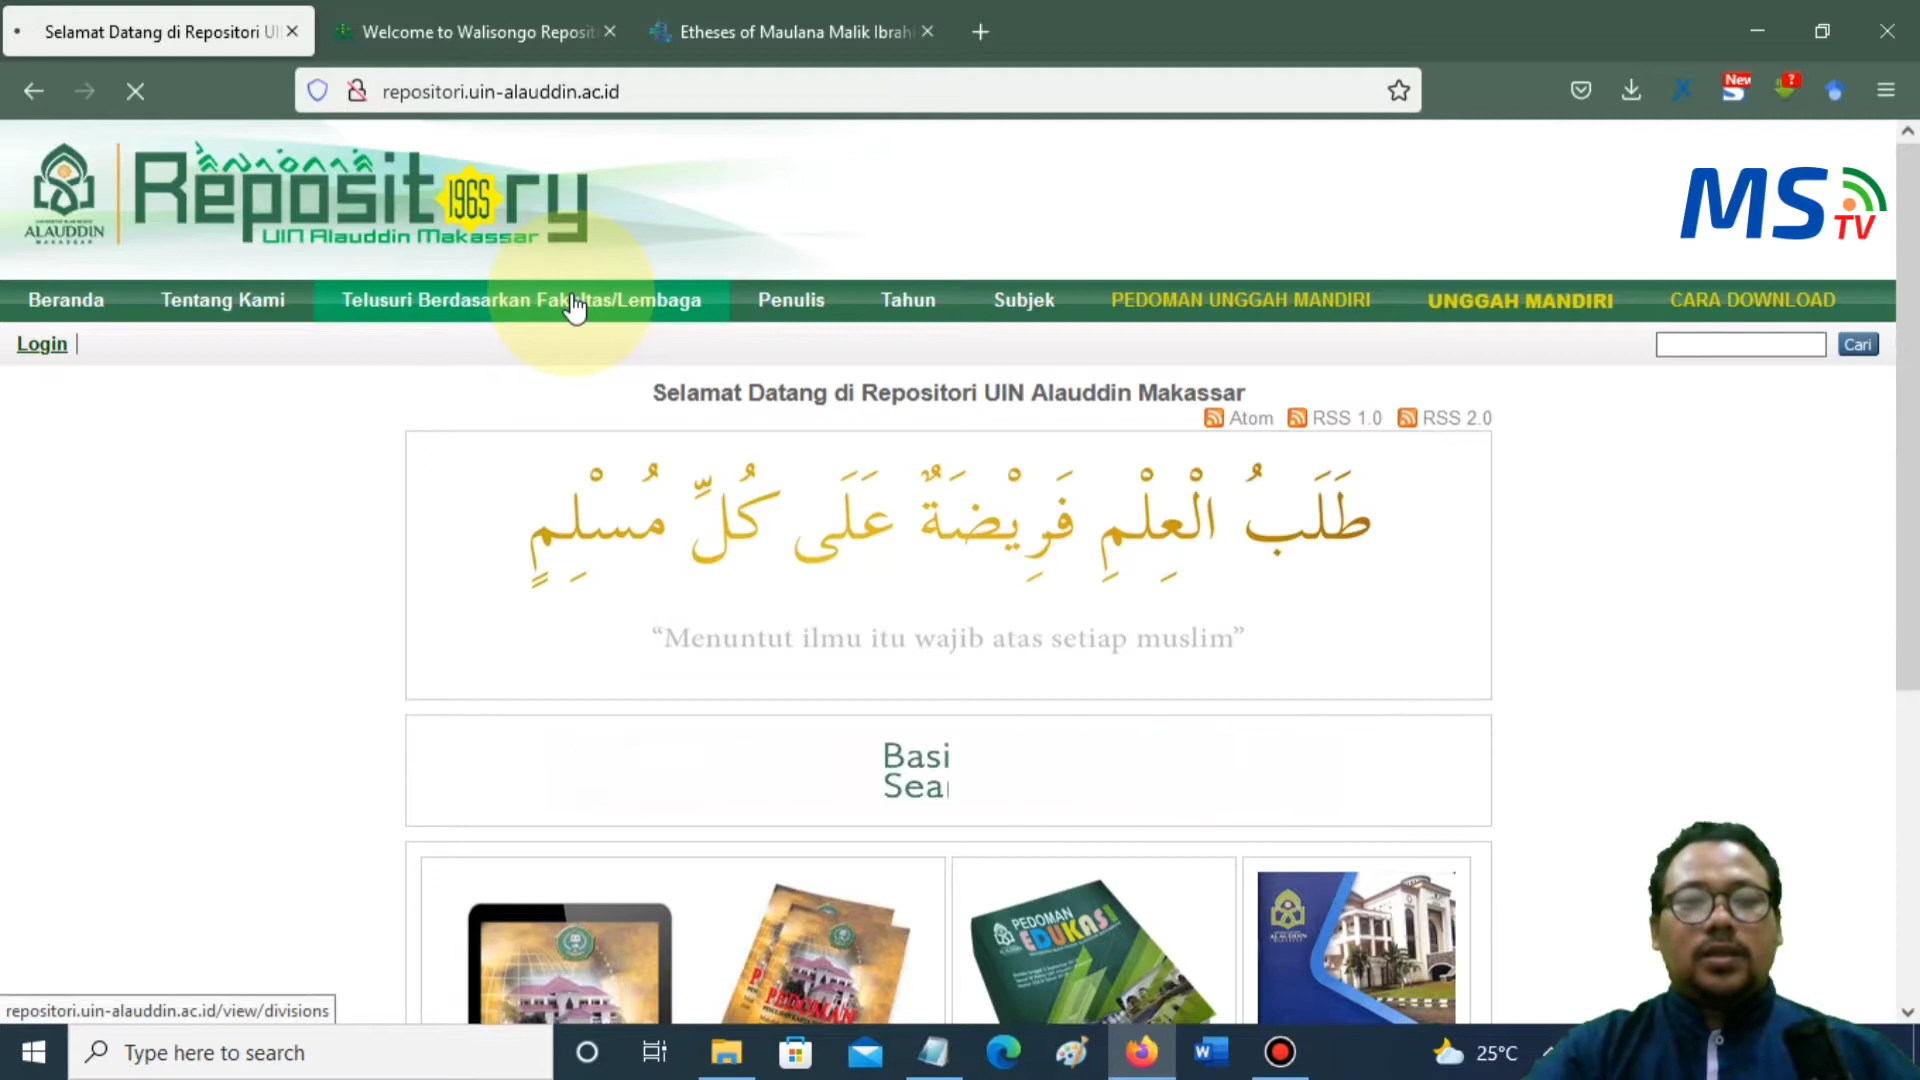 Selamat Datang di Repositori UI
Welcome to Walisongo Reposit
Etheses of Maulana Malik Ibrah
repositori.uin-alauddin.ac.id
New
?
ALAUDDIN
Repository
1965
UIN Alauddin Makassar
MS
TV
Beranda
Tentang Kami
Telusuri Berdasarkan Fakultas/Lembaga
Penulis
Tahun
Subjek
PEDOMAN UNGGAH MANDIRI
UNGGAH MANDIRI
CARA DOWNLOAD
Login
Cari
Selamat Datang di Repositori UIN Alauddin Makassar
Atom
RSS 1.0
RSS 2.0
طَلَبُ الْعِلْمِ فَرِيْضَةٌ عَلَى كُلِّ مُسْلِمٍ
“Menuntut ilmu itu wajib atas setiap muslim”
Basi
Sea
PEDOMAN
PEDOMAN
EDUKASI
ALAUDDIN
repositori.uin-alauddin.ac.id/view/divisions
Type here to search
25°C